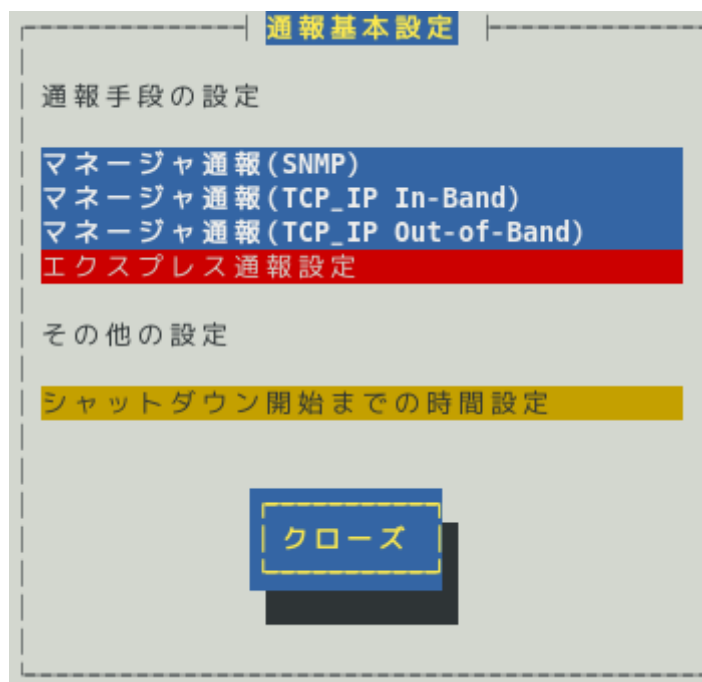 通報基本設定
通報手段の設定
マネージャ通報(SNMP)
マネージャ通報(TCP_IP In-Band)
マネージャ通報(TCP_IP Out-of-Band)
エクスプレス通報設定
その他の設定
シャットダウン開始までの時間設定
クローズ